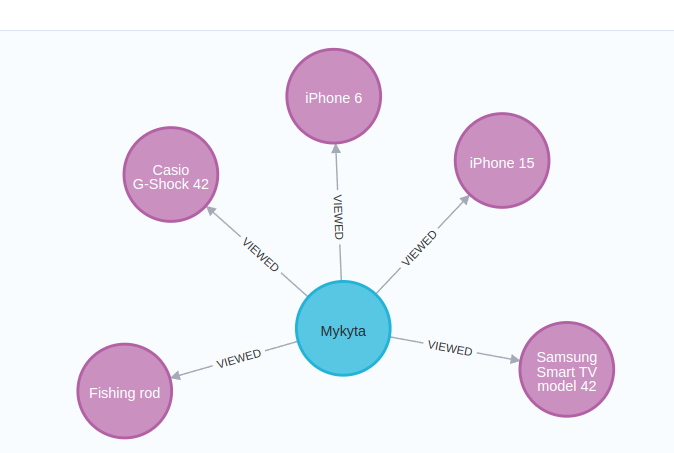 iPhone 6
iPhone 15
Casio
G-Shock 42
VIEWED
VIEWED
VIEWED
Mykyta
VIEWED
VIEWED
Samsung
Smart TV
model 42
Fishing rod